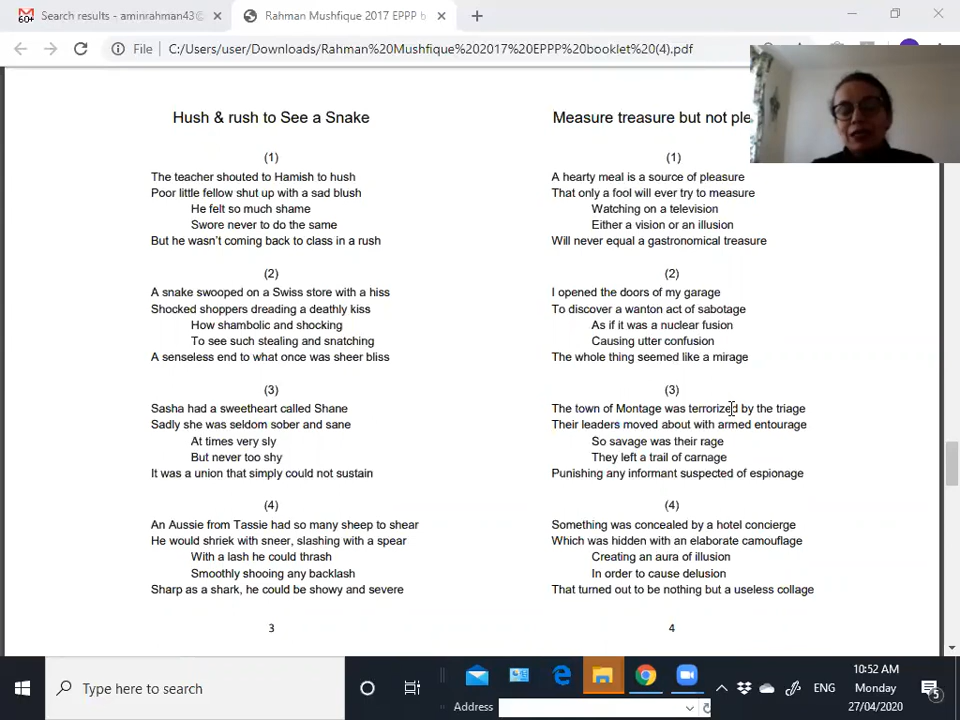 Search results - aminrahman43@
Rahman Mushfique 2017 EPPP b
File
C:/Users/user/Downloads/Rahman%20Mushfique%202017%20EPPP%20booklet%20(4).pdf
Hush & rush to See a Snake
(1)
The teacher shouted to Hamish to hush
Poor little fellow shut up with a sad blush
He felt so much shame
Swore never to do the same
But he wasn't coming back to class in a rush
(2)
A snake swooped on a Swiss store with a hiss
Shocked shoppers dreading a deathly kiss
How shambolic and shocking
To see such stealing and snatching
A senseless end to what once was sheer bliss
(3)
Sasha had a sweetheart called Shane
Sadly she was seldom sober and sane
At times very sly
But never too shy
It was a union that simply could not sustain
(4)
An Aussie from Tassie had so many sheep to shear
He would shriek with sneer, slashing with a spear
With a lash he could thrash
Smoothly shooing any backlash
Sharp as a shark, he could be showy and severe
3
Measure treasure but not ple
(1)
A hearty meal is a source of pleasure
That only a fool will ever try to measure
Watching on a television
Either a vision or an illusion
Will never equal a gastronomical treasure
(2)
I opened the doors of my garage
To discover a wanton act of sabotage
As if it was a nuclear fusion
Causing utter confusion
The whole thing seemed like a mirage
(3)
The town of Montage was terrorized by the triage
Their leaders moved about with armed entourage
So savage was their rage
They left a trail of carnage
Punishing any informant suspected of espionage
(4)
Something was concealed by a hotel concierge
Which was hidden with an elaborate camouflage
Creating an aura of illusion
In order to cause delusion
That turned out to be nothing but a useless collage
4
Type here to search
Address
ENG
10:52 AM
Monday
27/04/2020
5
60+